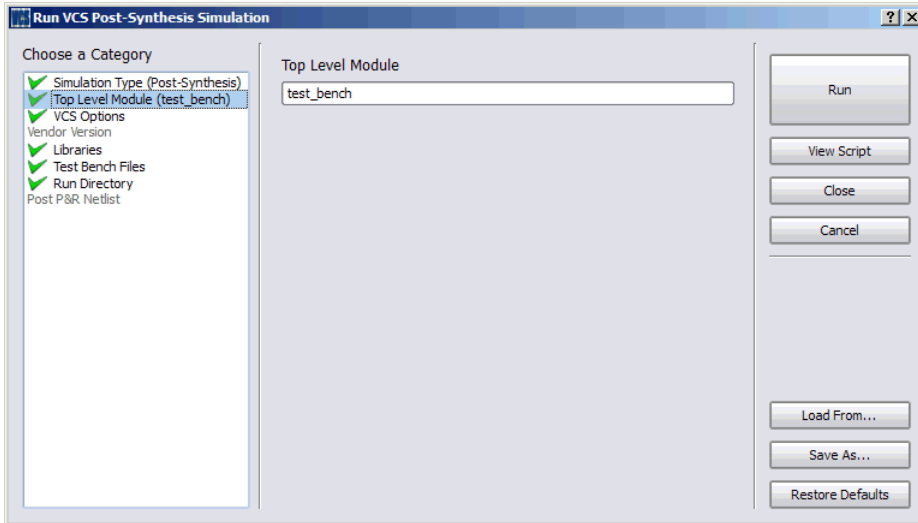 Run VCS Post-Synthesis Simulation
Choose a Category
Simulation Type (Post-Synthesis)
Top Level Module (test_bench)
VCS Options
Vendor Version
Libraries
Test Bench Files
Run Directory
Post P&R Netlist
Top Level Module
test_bench
Run
View Script
Close
Cancel
Load From...
Save As...
Restore Defaults